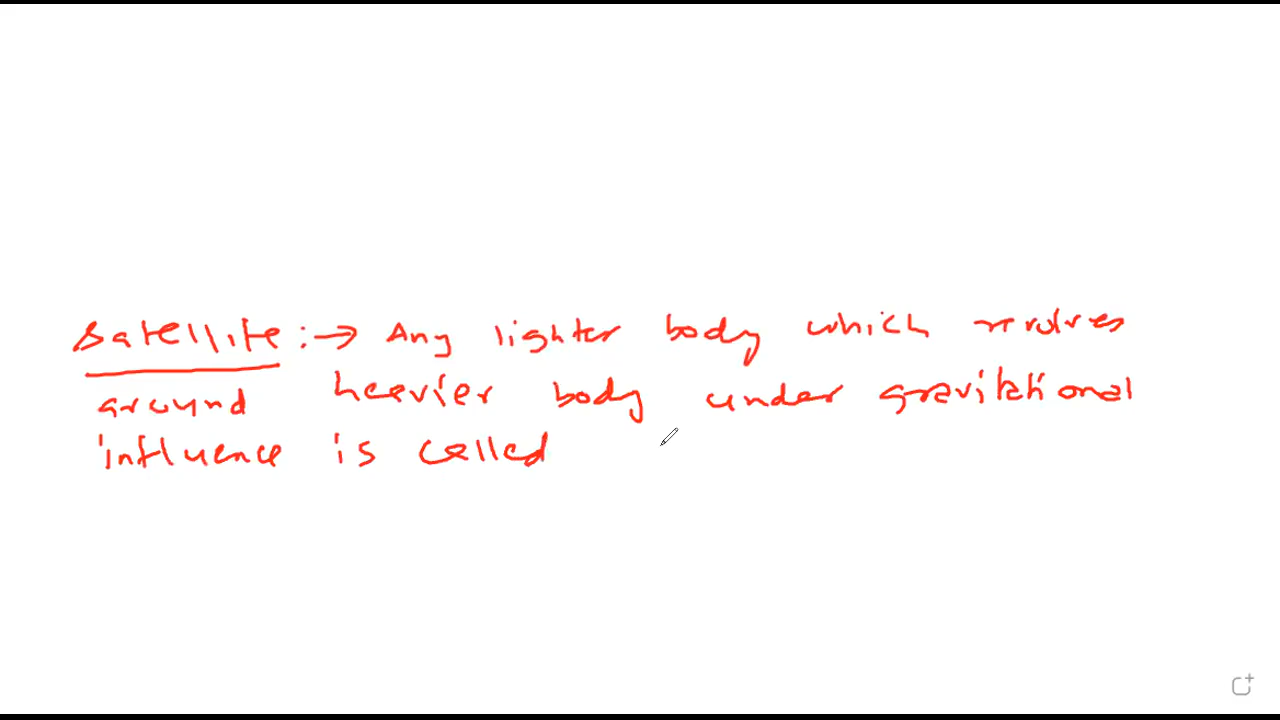 Satellite :→ Any lighter body which revolves
around heavier body under gravitational
influence is called